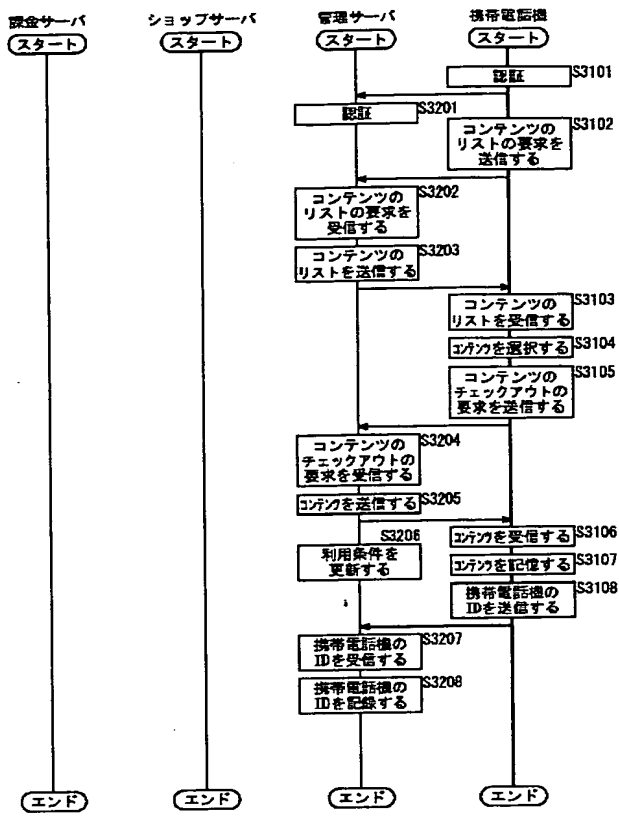 課金サーバ
ショップサーバ
管理サーバ
携帯電話機
スタート
スタート
スタート
スタート
認証
S3101
認証
S3201
コンテンツの
リストの要求を
送信する
S3102
コンテンツの
リストの要求を
受信する
S3202
コンテンツの
リストを送信する
S3203
コンテンツの
リストを受信する
S3103
コンテンツを選択する
S3104
コンテンツの
チェックアウトの
要求を送信する
S3105
コンテンツの
チェックアウトの
要求を受信する
S3204
コンテンツを送信する
S3205
コンテンツを受信する
S3106
利用条件を
更新する
S3206
コンテンツを記憶する
S3107
携帯電話機の
IDを送信する
S3108
携帯電話機の
IDを受信する
S3207
携帯電話機の
IDを記録する
S3208
エンド
エンド
エンド
エンド